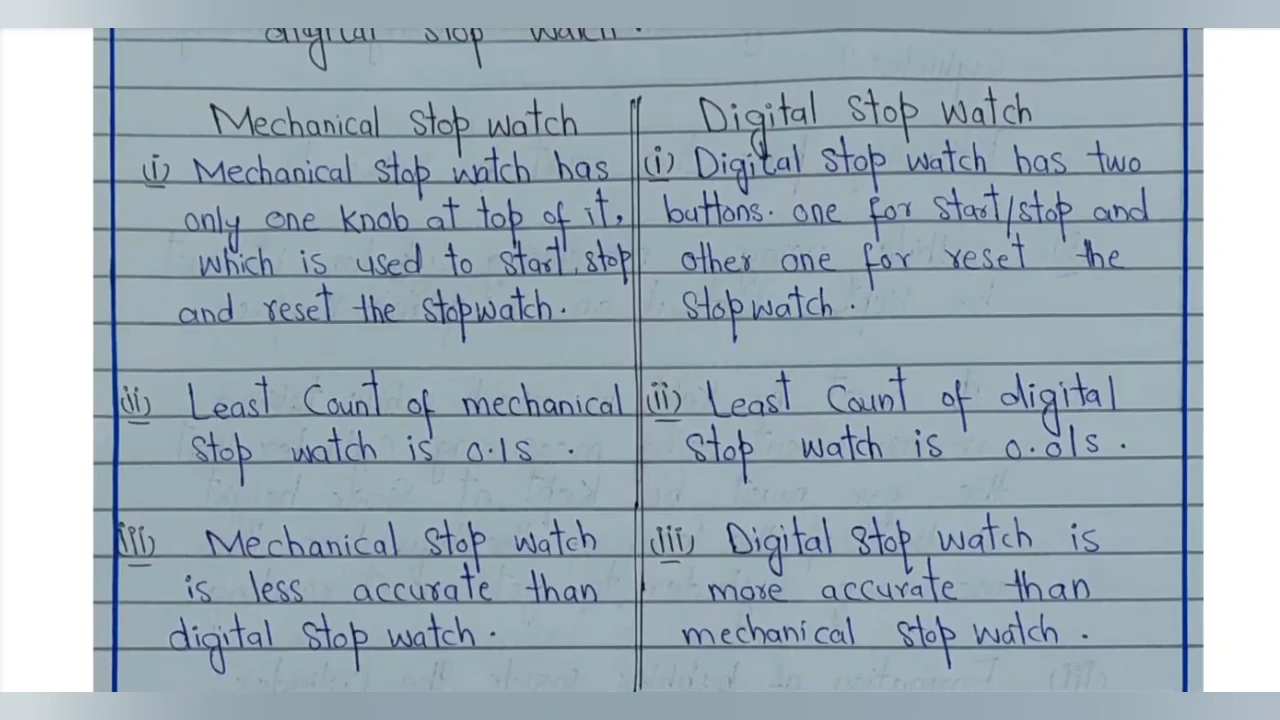 digital stop watch.
Mechanical Stop watch
(i) Mechanical stop watch has
only one knob at top of it,
which is used to start, stop
and reset the stopwatch.
(ii) Least Count of mechanical
stop watch is 0.1s.
(iii) Mechanical stop watch
is less accurate than
digital stop watch.
Digital Stop Watch
(i) Digital stop watch has two
buttons. one for start/stop and
other one for reset the
stopwatch.
(ii) Least Count of digital
stop watch is 0.01s.
(iii) Digital stop watch is
more accurate than
mechanical stop watch.